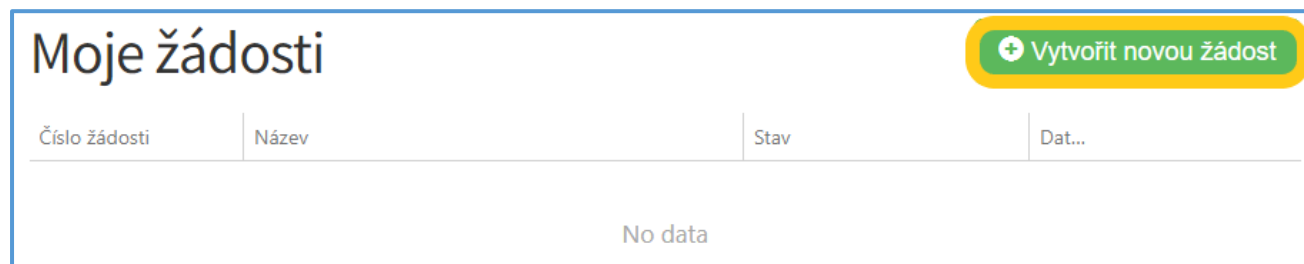 Moje žádosti
Vytvořit novou žádost
Číslo žádosti Název Stav Dat...
No data